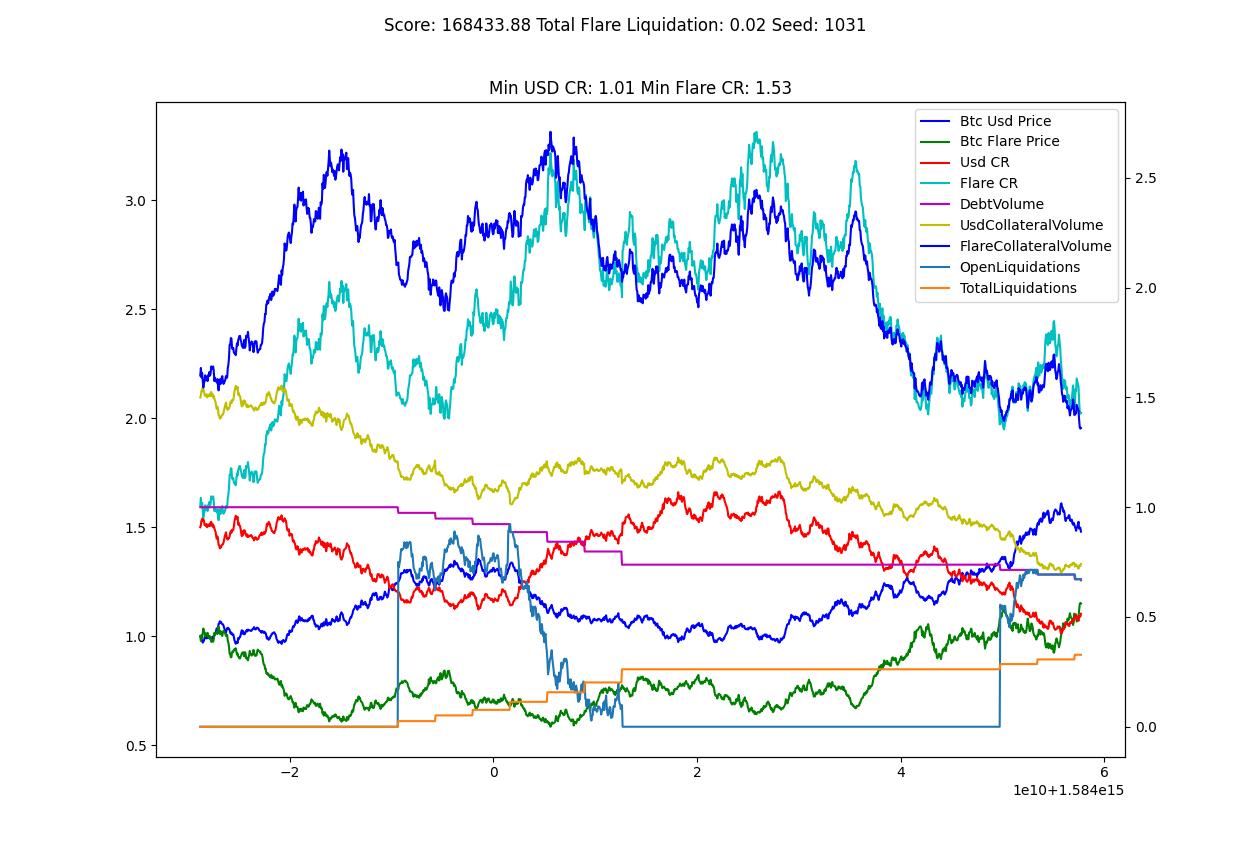 Score: 168433.88 Total Flare Liquidation: 0.02 Seed: 1031
Min USD CR: 1.01 Min Flare CR: 1.53
Btc Usd Price
Btc Flare Price
Usd CR
Flare CR
DebtVolume
UsdCollateralVolume
FlareCollateralVolume
OpenLiquidations
TotalLiquidations
3.0
2.5
2.0
1.5
1.0
0.5
2.5
2.0
1.5
1.0
0.5
0.0
−2
0
2
4
6
1e10+1.584e15